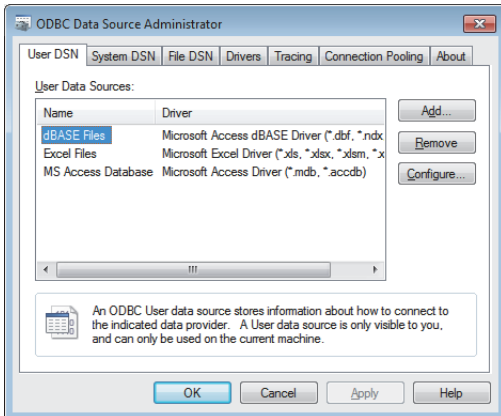 ODBC Data Source Administrator
User DSN System DSN File DSN Drivers Tracing Connection Pooling About
User Data Sources:
Name Driver
Add...
dBASE Files Microsoft Access dBASE Driver (*.dbf, *.ndx
Excel Files Microsoft Excel Driver (*.xls, *.xlsx, *.xlsm, *.x
Remove
MS Access Database Microsoft Access Driver (*.mdb, *.accdb)
Configure...
An ODBC User data source stores information about how to connect to
the indicated data provider. A User data source is only visible to you,
and can only be used on the current machine.
OK Cancel Apply Help